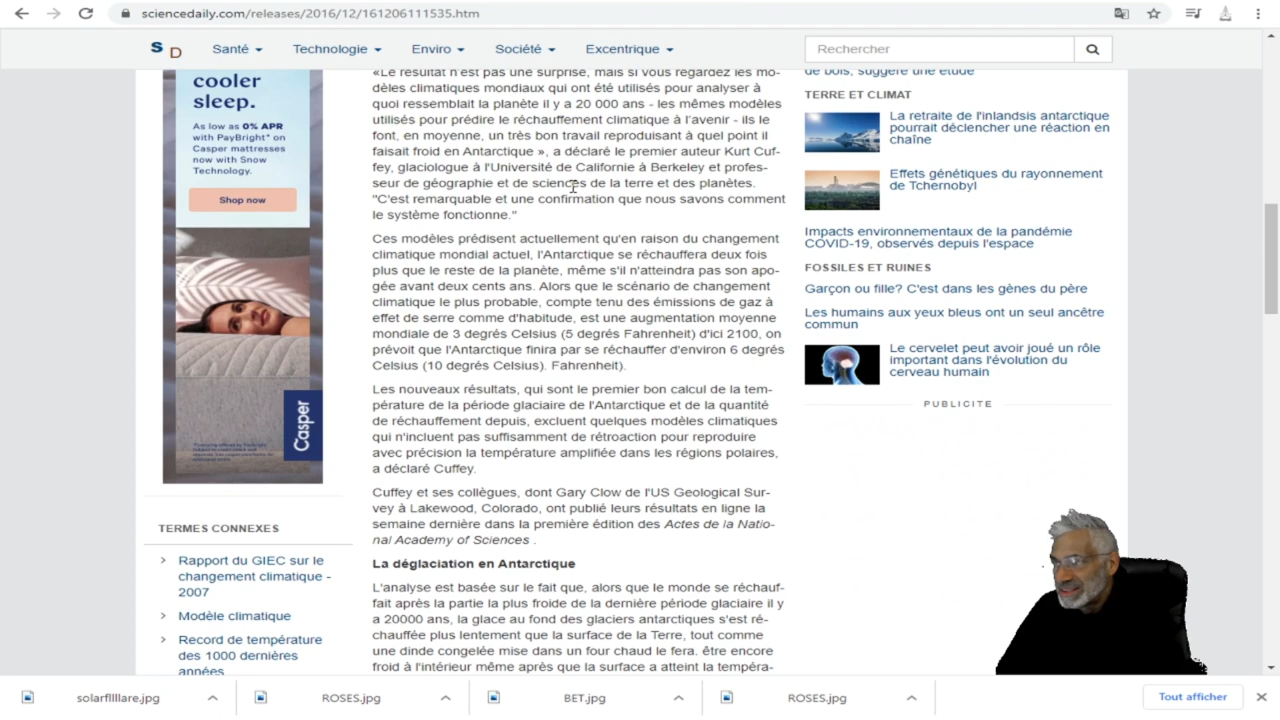 sciencedaily.com/releases/2016/12/161206111535.htm
S D
Santé
Technologie
Enviro
Société
Excentrique
Rechercher
cooler
sleep.
As low as 0% APR
with PayBright* on
Casper mattresses
now with Snow
Technology.
Shop now
Casper
TERMES CONNEXES
Rapport du GIEC sur le
changement climatique -
2007
Modèle climatique
Record de température
des 1000 dernières
années
«Le résultat n'est pas une surprise, mais si vous regardez les mo-
dèles climatiques mondiaux qui ont été utilisés pour analyser à
quoi ressemblait la planète il y a 20 000 ans - les mêmes modèles
utilisés pour prédire le réchauffement climatique à l'avenir - ils le
font, en moyenne, un très bon travail reproduisant à quel point il
faisait froid en Antarctique », a déclaré le premier auteur Kurt Cuf-
fey, glaciologue à l'Université de Californie à Berkeley et profes-
seur de géographie et de sciences de la terre et des planètes.
"C'est remarquable et une confirmation que nous savons comment
le système fonctionne."
Ces modèles prédisent actuellement qu'en raison du changement
climatique mondial actuel, l'Antarctique se réchauffera deux fois
plus que le reste de la planète, même s'il n'atteindra pas son apo-
gée avant deux cents ans. Alors que le scénario de changement
climatique le plus probable, compte tenu des émissions de gaz à
effet de serre comme d'habitude, est une augmentation moyenne
mondiale de 3 degrés Celsius (5 degrés Fahrenheit) d'ici 2100, on
prévoit que l'Antarctique finira par se réchauffer d'environ 6 degrés
Celsius (10 degrés Celsius). Fahrenheit).
Les nouveaux résultats, qui sont le premier bon calcul de la tem-
pérature de la période glaciaire de l'Antarctique et de la quantité
de réchauffement depuis, excluent quelques modèles climatiques
qui n'incluent pas suffisamment de rétroaction pour reproduire
avec précision la température amplifiée dans les régions polaires,
a déclaré Cuffey.
Cuffey et ses collègues, dont Gary Clow de l'US Geological Sur-
vey à Lakewood, Colorado, ont publié leurs résultats en ligne la
semaine dernière dans la première édition des Actes de la Natio-
nal Academy of Sciences .
La déglaciation en Antarctique
L'analyse est basée sur le fait que, alors que le monde se réchauf-
fait après la partie la plus froide de la dernière période glaciaire il y
a 20000 ans, la glace au fond des glaciers antarctiques s'est ré-
chauffée plus lentement que la surface de la Terre, tout comme
une dinde congelée mise dans un four chaud le fera. être encore
froid à l'intérieur même après que la surface a atteint la tempéra-
de bois, suggère une étude
TERRE ET CLIMAT
La retraite de l'inlandsis antarctique
pourrait déclencher une réaction en
chaîne
Effets génétiques du rayonnement
de Tchernobyl
Impacts environnementaux de la pandémie
COVID-19, observés depuis l'espace
FOSSILES ET RUINES
Garçon ou fille? C'est dans les gènes du père
Les humains aux yeux bleus ont un seul ancêtre
commun
Le cervelet peut avoir joué un rôle
important dans l'évolution du
cerveau humain
PUBLICITE
solarflllllare.jpg
ROSES.jpg
BET.jpg
ROSES.jpg
Tout afficher